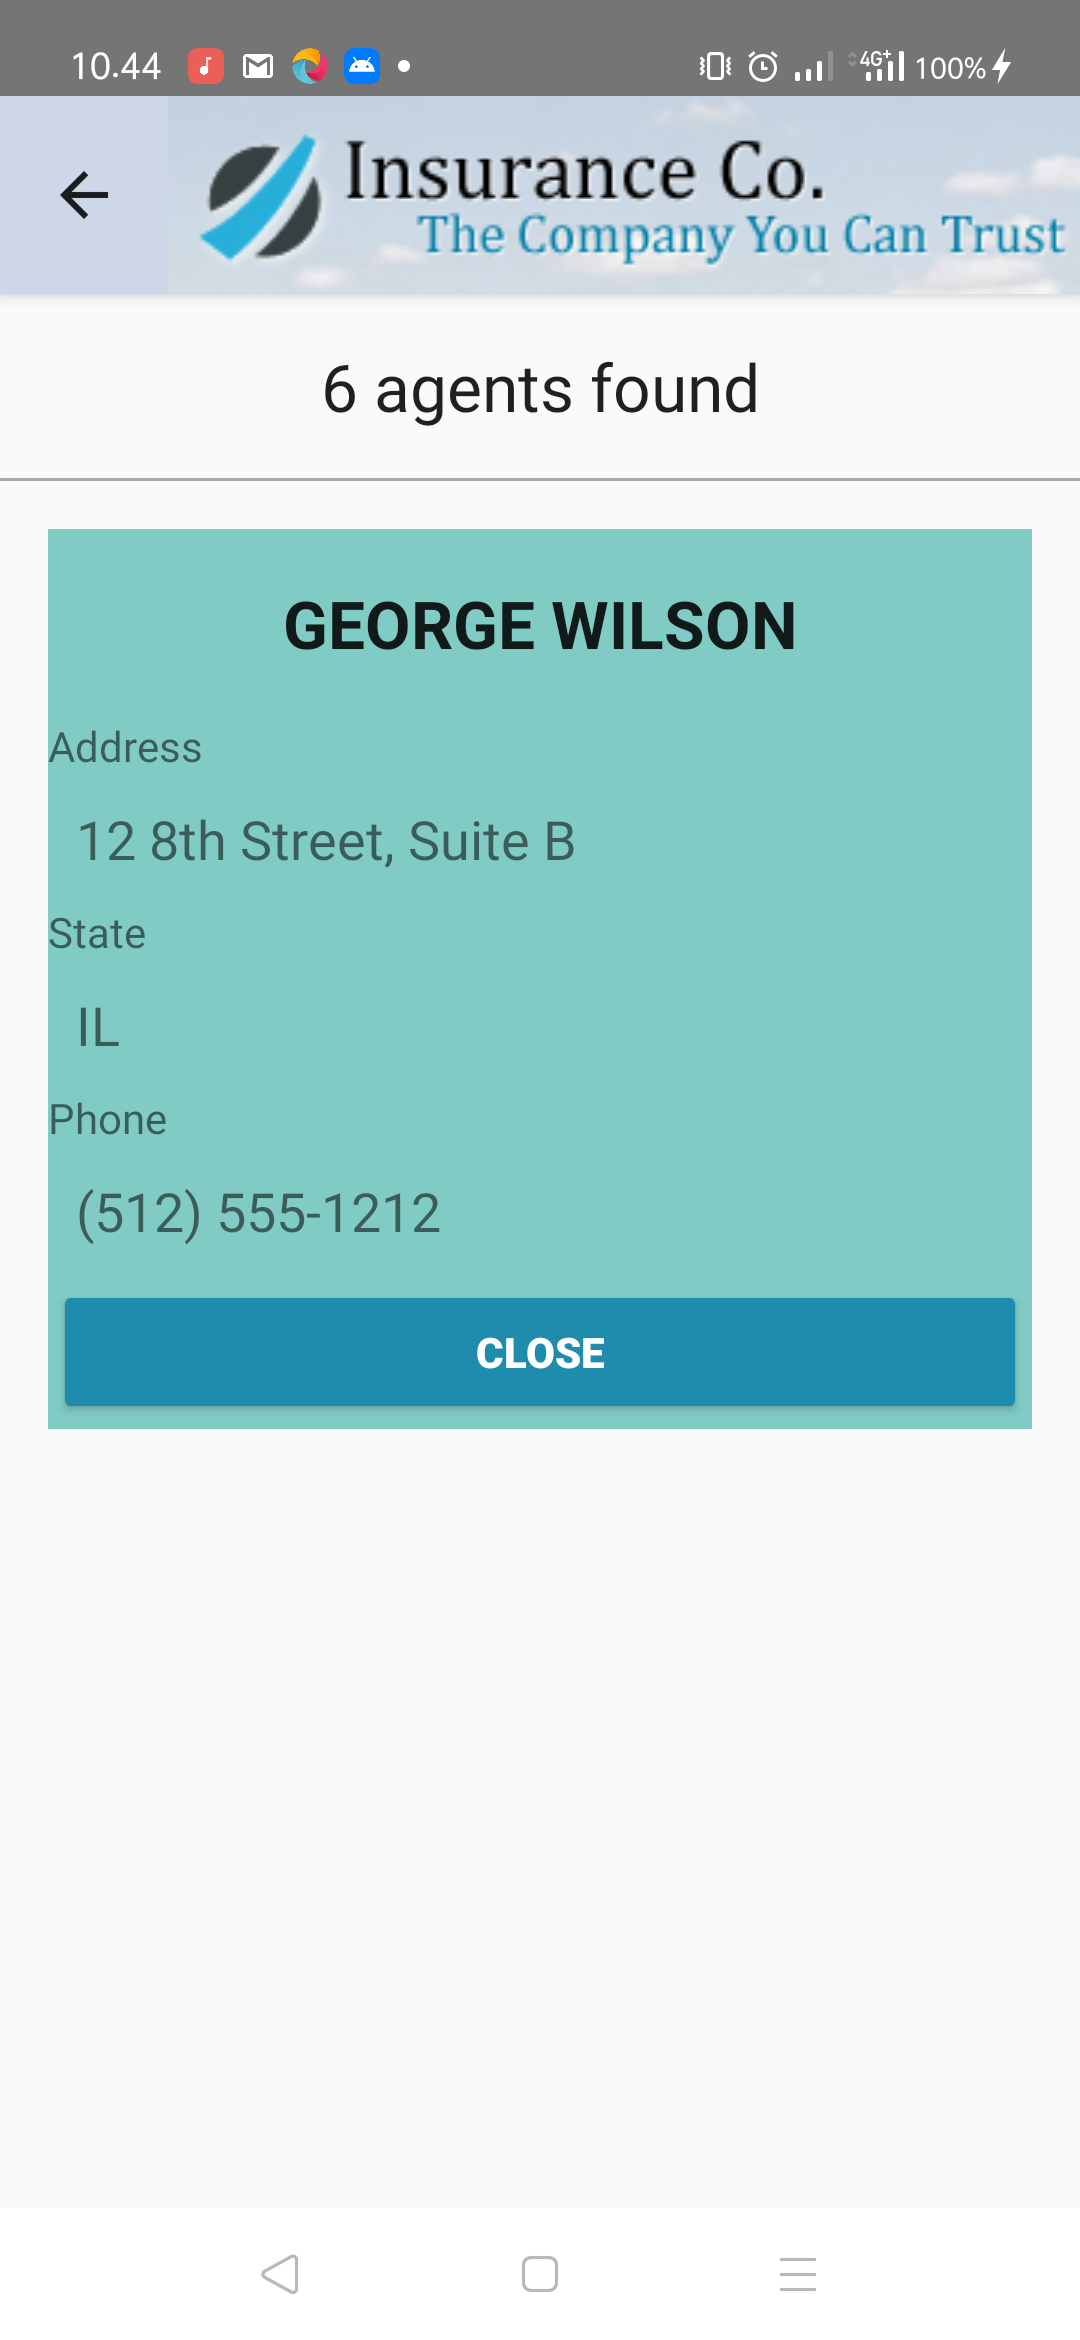 10.44 4G+ 100%
Insurance Co.
The Company You Can Trust
6 agents found
GEORGE WILSON
Address
12 8th Street, Suite B
State
IL
Phone
(512) 555-1212
CLOSE